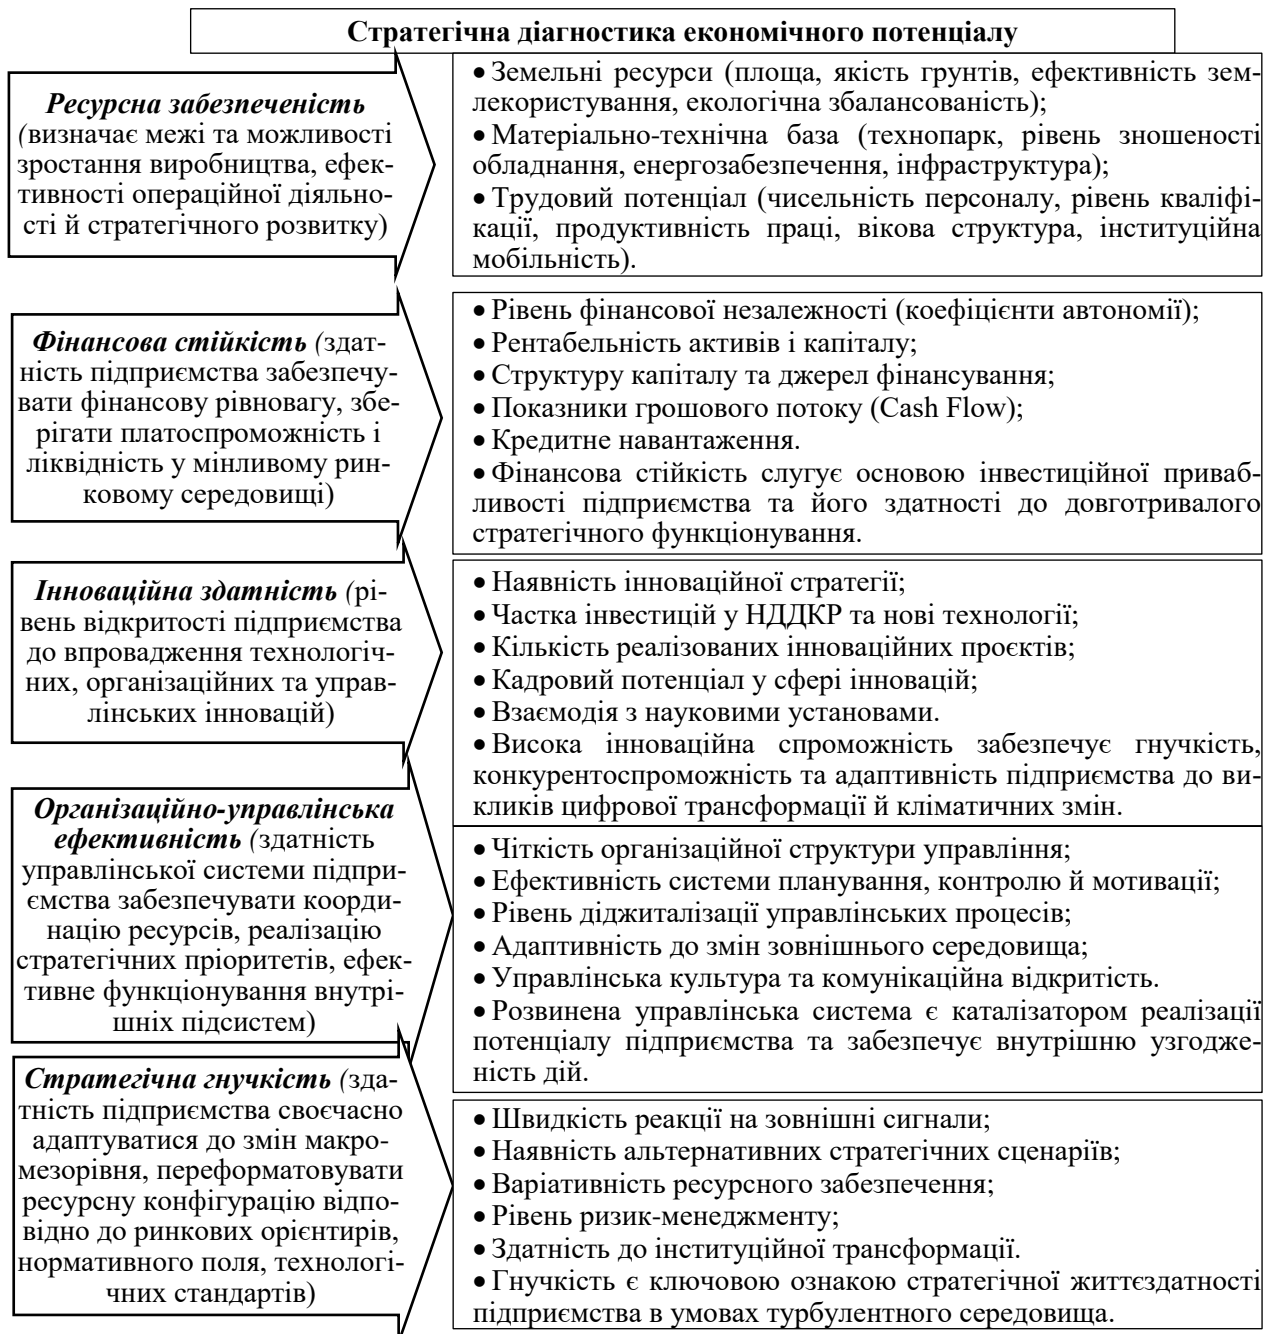 Стратегічна діагностика економічного потенціалу
Ресурсна забезпеченість
(визначає межі та можливості
зростання виробництва, ефек-
тивності операційної діяльно-
сті й стратегічного розвитку)
• Земельні ресурси (площа, якість грунтів, ефективність зем-
лекористування, екологічна збалансованість);
• Матеріально-технічна база (технопарк, рівень зношеності
обладнання, енергозабезпечення, інфраструктура);
• Трудовий потенціал (чисельність персоналу, рівень кваліфі-
кації, продуктивність праці, вікова структура, інституційна
мобільність).
Фінансова стійкість (здат-
ність підприємства забезпечу-
вати фінансову рівновагу, збе-
рігати платоспроможність і
ліквідність у мінливому рин-
ковому середовищі)
• Рівень фінансової незалежності (коефіцієнти автономії);
• Рентабельність активів і капіталу;
• Структуру капіталу та джерел фінансування;
• Показники грошового потоку (Cash Flow);
• Кредитне навантаження.
• Фінансова стійкість слугує основою інвестиційної приваб-
ливості підприємства та його здатності до довготривалого
стратегічного функціонування.
Інноваційна здатність (рі-
вень відкритості підприємства
до впровадження технологіч-
них, організаційних та управ-
лінських інновацій)
• Наявність інноваційної стратегії;
• Частка інвестицій у НДДКР та нові технології;
• Кількість реалізованих інноваційних проєктів;
• Кадровий потенціал у сфері інновацій;
• Взаємодія з науковими установами.
• Висока інноваційна спроможність забезпечує гнучкість,
конкурентоспроможність та адаптивність підприємства до ви-
кликів цифрової трансформації й кліматичних змін.
Організаційно-управлінська
ефективність (здатність
управлінської системи підпри-
ємства забезпечувати коорди-
націю ресурсів, реалізацію
стратегічних пріоритетів, ефек-
тивне функціонування внутрі-
шніх підсистем)
• Чіткість організаційної структури управління;
• Ефективність системи планування, контролю й мотивації;
• Рівень діджиталізації управлінських процесів;
• Адаптивність до змін зовнішнього середовища;
• Управлінська культура та комунікаційна відкритість.
• Розвинена управлінська система є каталізатором реалізації
потенціалу підприємства та забезпечує внутрішню узгодже-
ність дій.
Стратегічна гнучкість (зда-
тність підприємства своєчасно
адаптуватися до змін макро-
мезорівня, переформатовувати
ресурсну конфігурацію відпо-
відно до ринкових орієнтирів,
нормативного поля, технологі-
чних стандартів)
• Швидкість реакції на зовнішні сигнали;
• Наявність альтернативних стратегічних сценаріїв;
• Варіативність ресурсного забезпечення;
• Рівень ризик-менеджменту;
• Здатність до інституційної трансформації.
• Гнучкість є ключовою ознакою стратегічної життєздатності
підприємства в умовах турбулентного середовища.